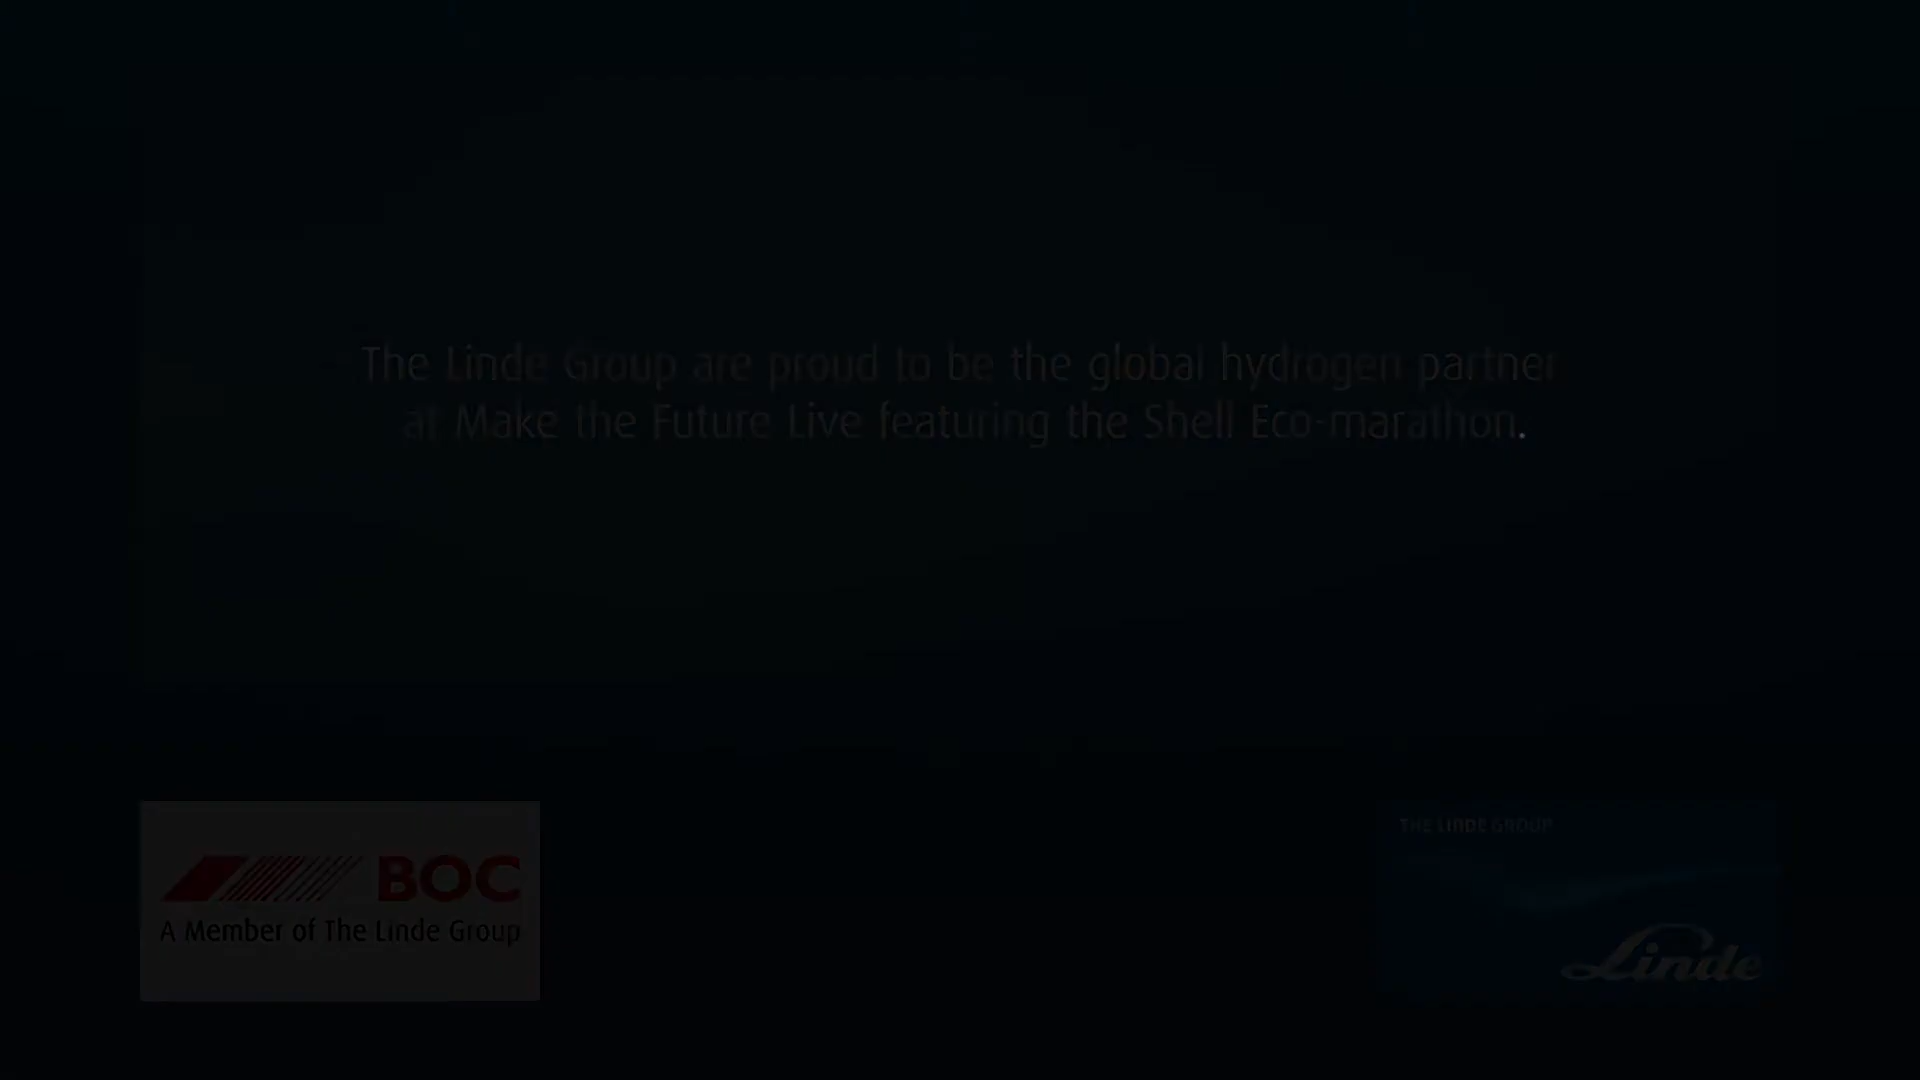 The Linde Group are proud to be the global hydrogen partner
at Make the Future Live featuring the Shell Eco-marathon.
BOC
A Member of The Linde Group
THE LINDE GROUP
Linde